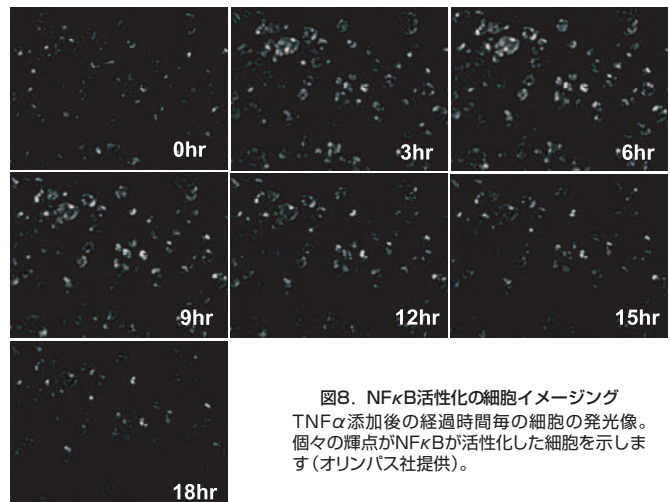 0hr
3hr
6hr
9hr
12hr
15hr
18hr
図8．NFκB活性化の細胞イメージング
TNFα添加後の経過時間毎の細胞の発光像。
個々の輝点がNFκBが活性化した細胞を示しま
す（オリンパス社提供）。